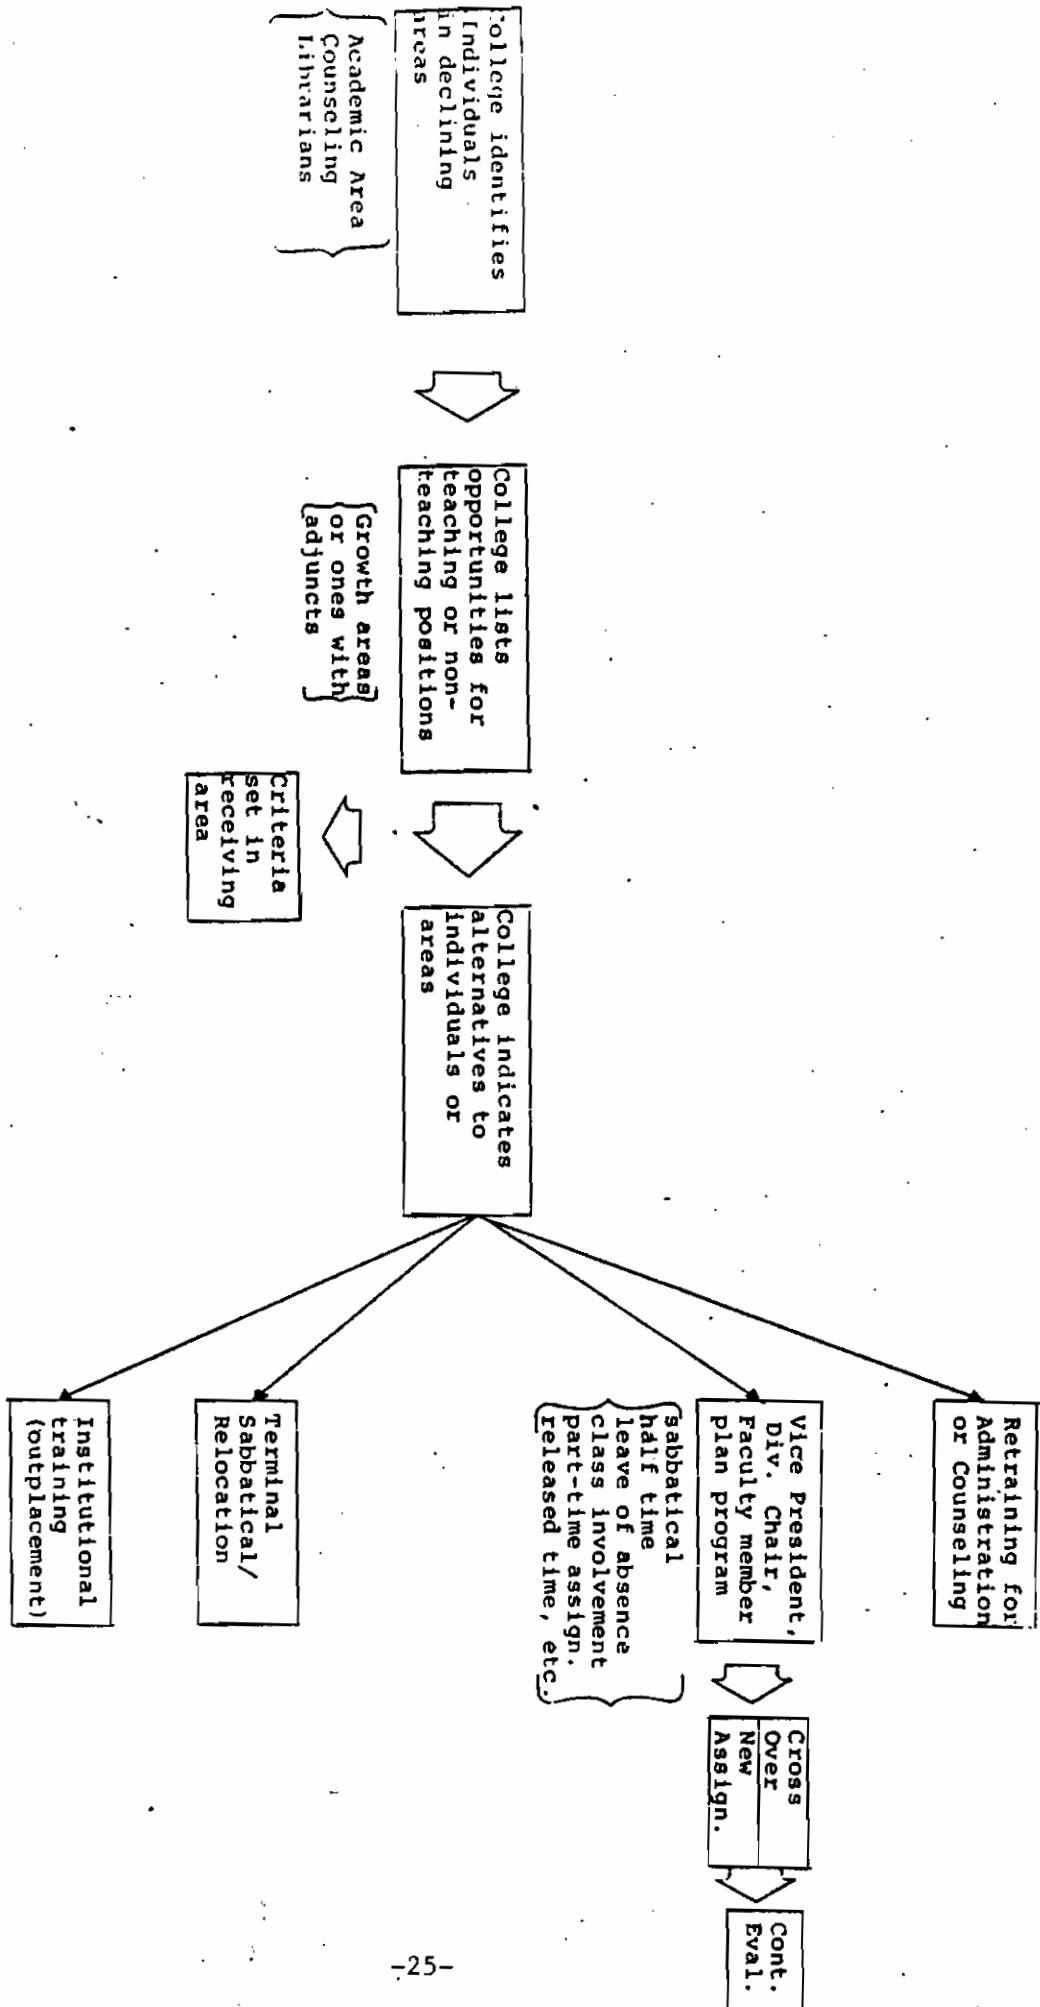 College identifies
Individuals
in declining
areas
Academic Area
Counseling
Librarians
College lists
opportunities for
teaching or non-
teaching positions
Growth areas
or ones with
adjuncts
Criteria
set in
receiving
area
College indicates
alternatives to
individuals or
areas
Retraining for
Administration
or Counseling
Vice President,
Div. Chair,
Faculty member
plan program
sabbatical
half time
leave of absence
class involvement
part-time assign.
released time, etc.
Cross
Over
New
Assign.
Cont.
Eval.
Terminal
Sabbatical/
Relocation
Institutional
training
(outplacement)
-25-